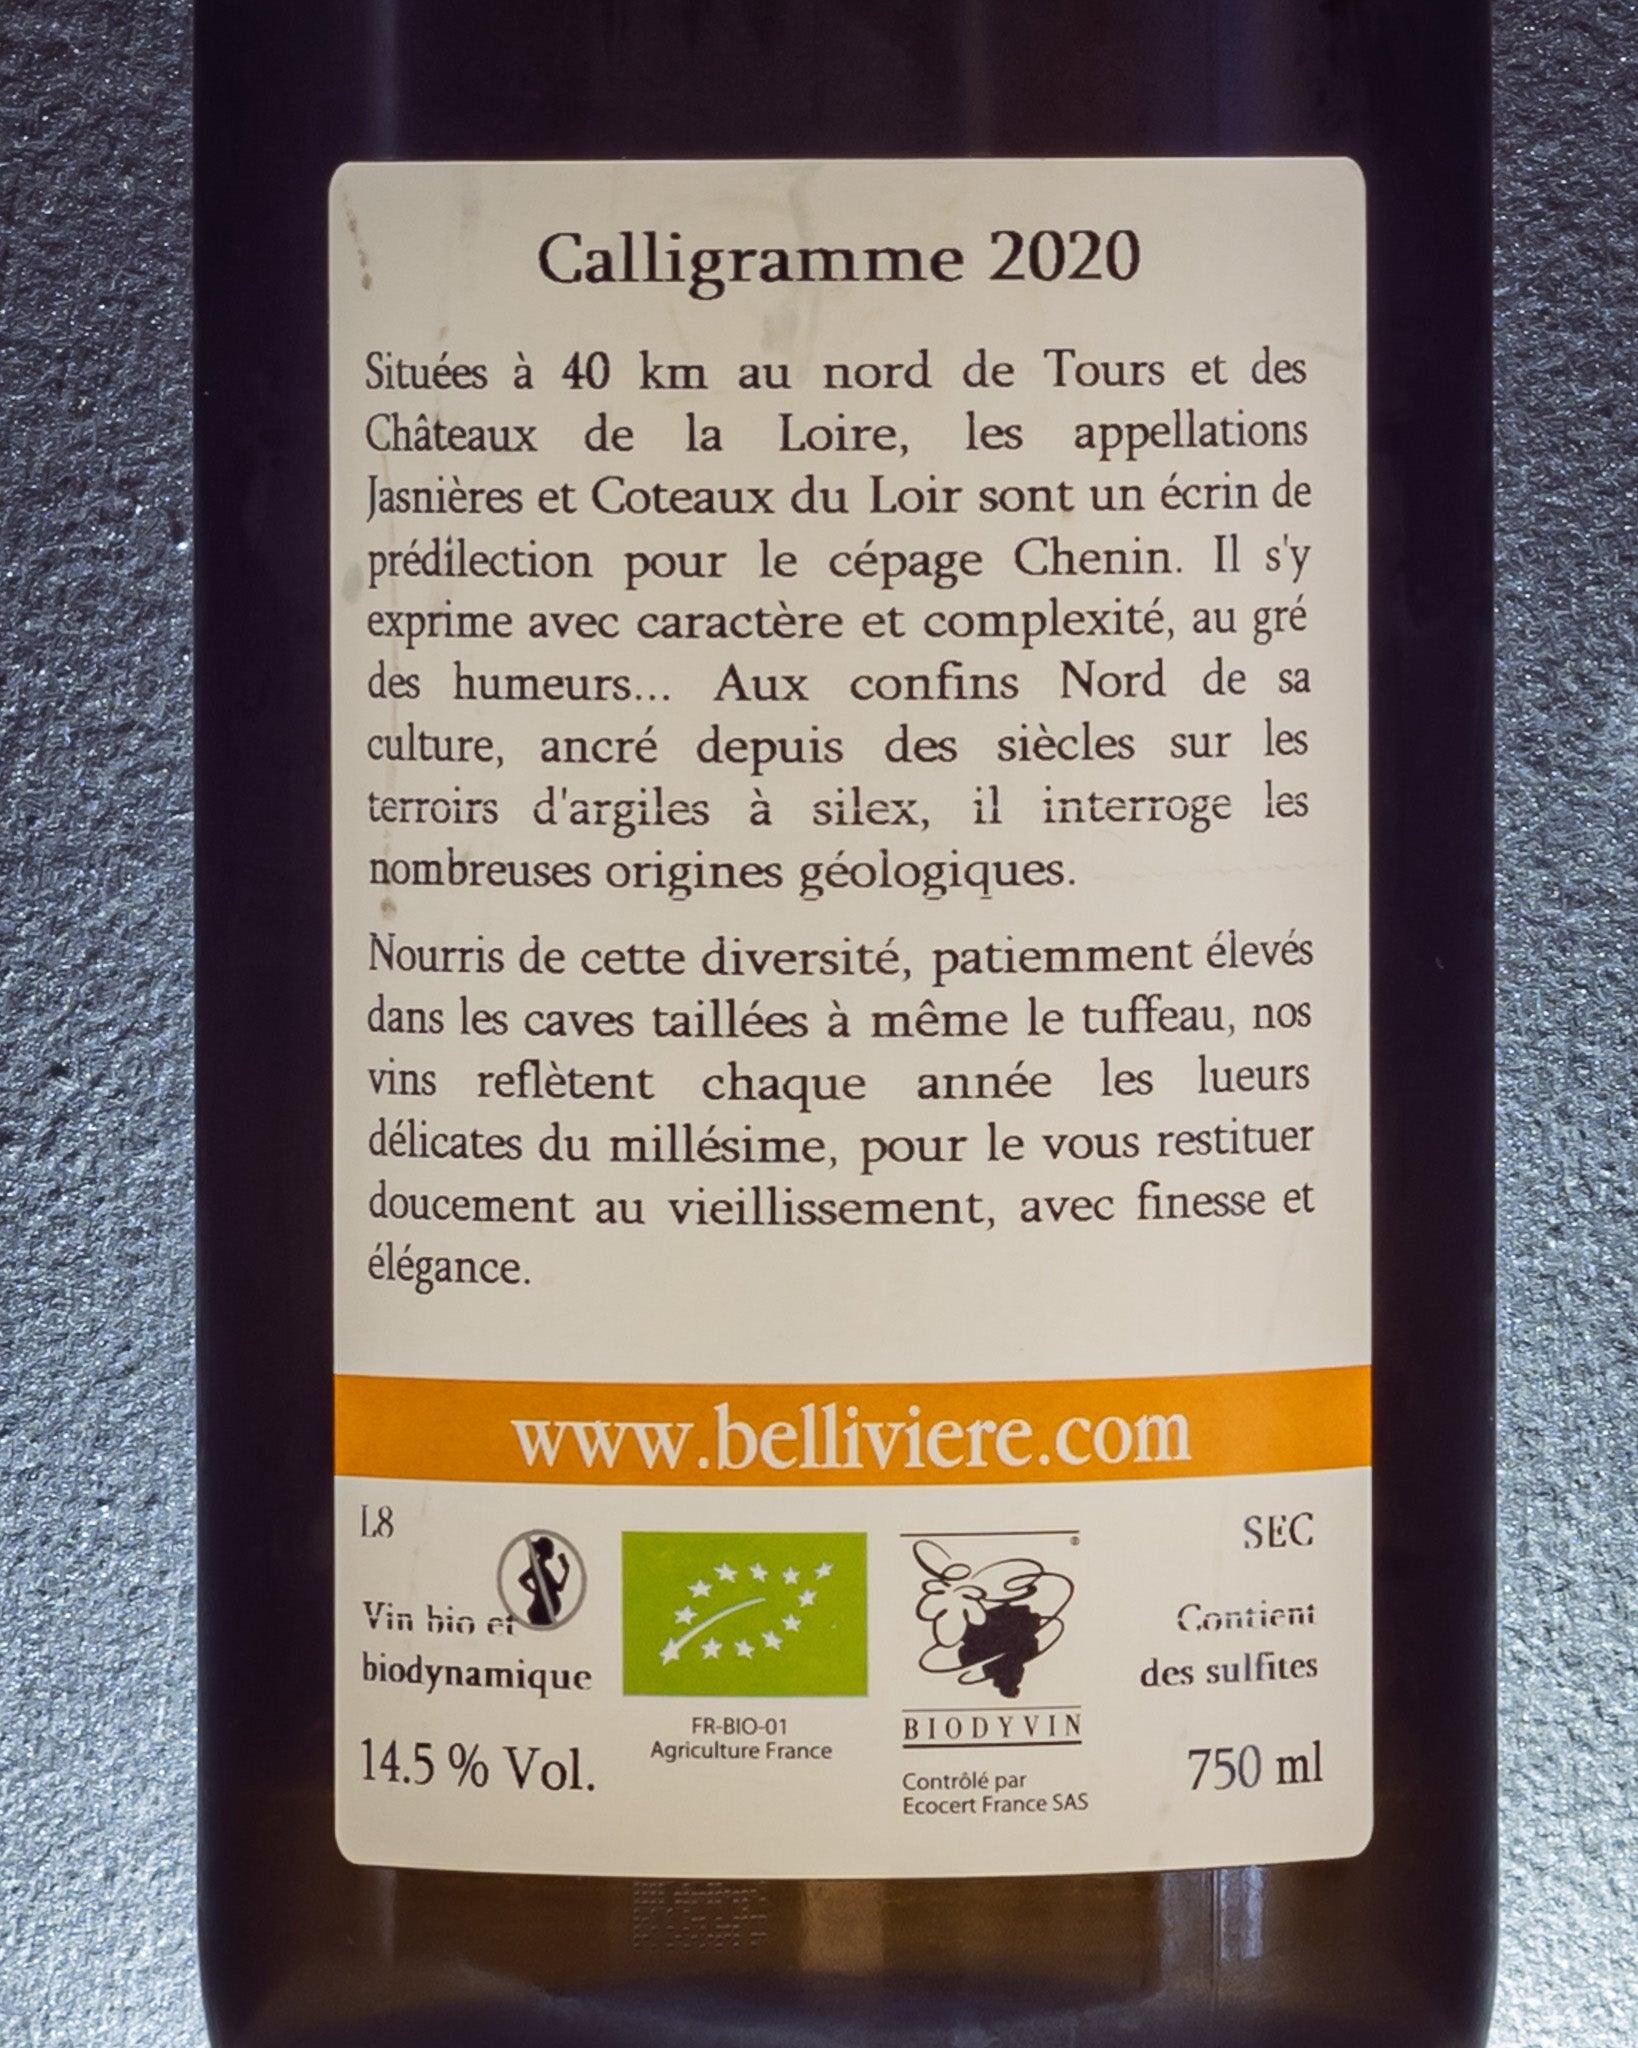 Calligramme 2020
Situées à 40 km au nord de Tours et des
Châteaux de la Loire, les appellations
Jasnières et Coteaux du Loir sont un écrin de
prédilection pour le cépage Chenin. Il s'y
exprime avec caractère et complexité, au gré
des humeurs... Aux confins Nord de sa
culture, ancré depuis des siècles sur les
terroirs d'argiles à silex, il interroge les
nombreuses origines géologiques.
Nourris de cette diversité, patiemment élevés
dans les caves taillées à même le tuffeau, nos
vins reflètent chaque année les lueurs
délicates du millésime, pour le vous restituer
doucement au vieillissement, avec finesse et
élégance.
www.belliviere.com
L8
Vin bio et
biodynamique
14.5 % Vol.
FR-BIO-01
Agriculture France
®
BIODYVIN
Contrôlé par
Ecocert France SAS
SEC
Contient
des sulfites
750 ml